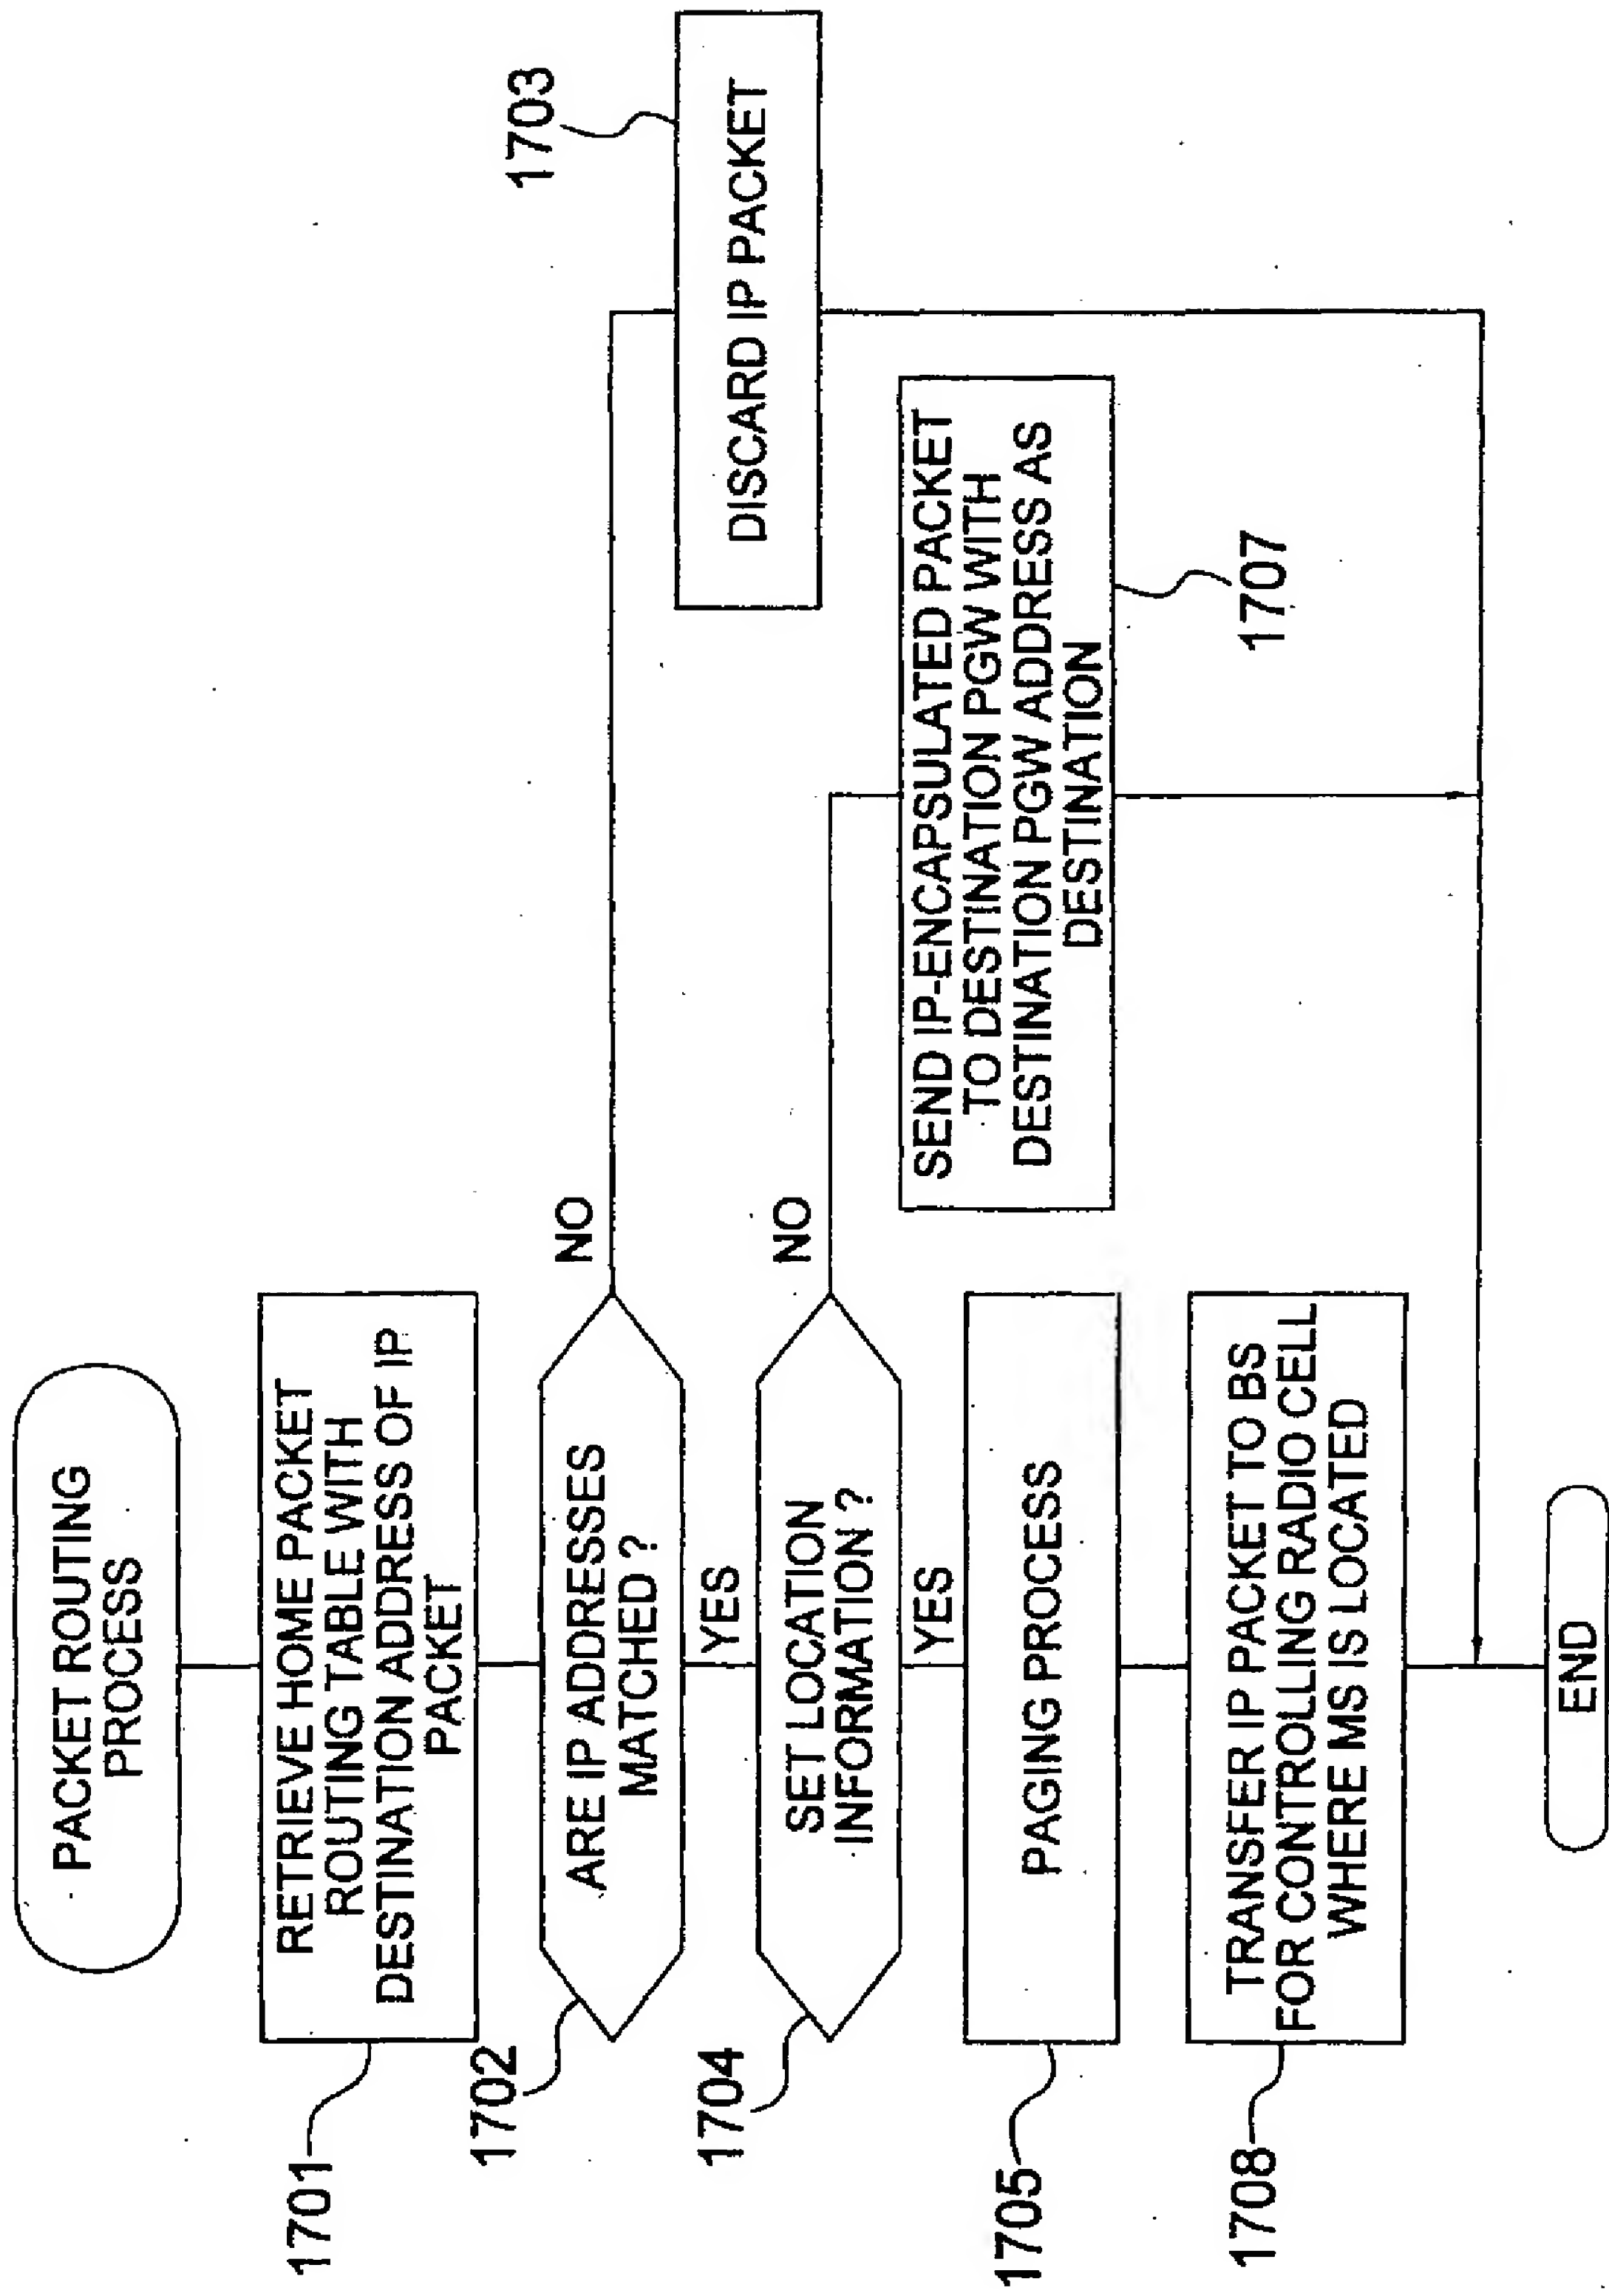 PACKET ROUTING
PROCESS
1701
RETRIEVE HOME PACKET
ROUTING TABLE WITH
DESTINATION ADDRESS OF IP
PACKET
1702
ARE IP ADDRESSES
MATCHED ?
NO
YES
1703
DISCARD IP PACKET
1704
SET LOCATION
INFORMATION ?
NO
YES
SEND IP-ENCAPSULATED PACKET
TO DESTINATION PGW WITH
DESTINATION PGW ADDRESS AS
DESTINATION
1707
1705
PAGING PROCESS
1708
TRANSFER IP PACKET TO BS
FOR CONTROLLING RADIO CELL
WHERE MS IS LOCATED
END